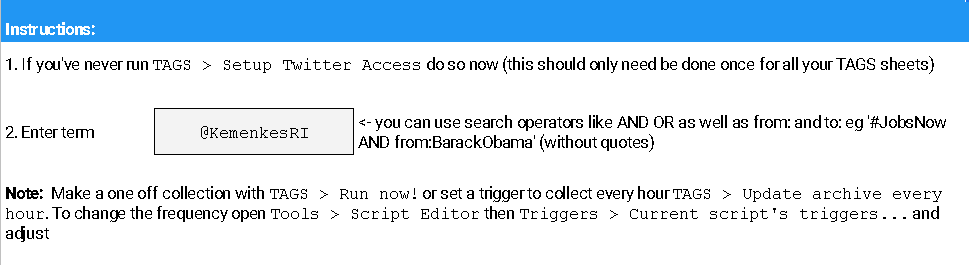 Instructions:
1. If you've never run TAGS > Setup Twitter Access do so now (this should only need be done once for all your TAGS sheets)
2. Enter term @KemenkesRI <- you can use search operators like AND OR as well as from: and to: eg '#JobsNow
AND from:BarackObama' (without quotes)
Note: Make a one off collection with TAGS > Run now! or set a trigger to collect every hour TAGS > Update archive every
hour. To change the frequency open Tools > Script Editor then Triggers > Current script's triggers... and
adjust